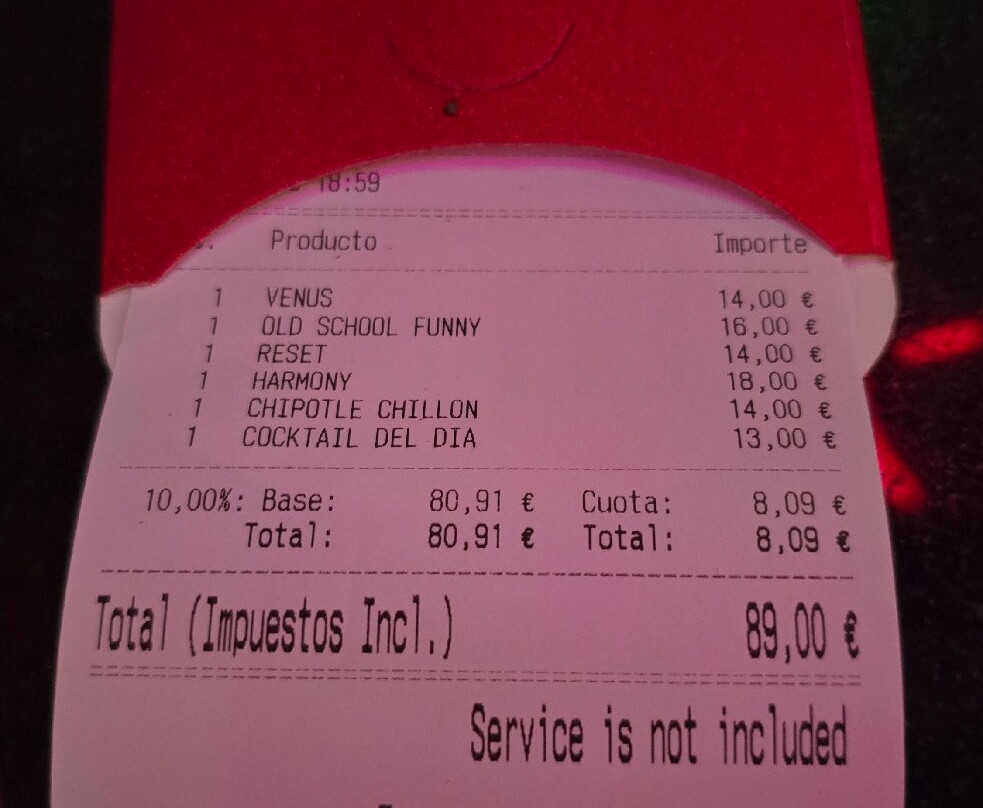 18:59
Producto Importe
1 VENUS 14,00 €
1 OLD SCHOOL FUNNY 16,00 €
1 RESET 14,00 €
1 HARMONY 18,00 €
1 CHIPOTLE CHILLON 14,00 €
1 COCKTAIL DEL DIA 13,00 €
10,00%: Base: 80,91 € Cuota: 8,09 €
Total: 80,91 € Total: 8,09 €
Total (Impuestos Incl.) 89,00 €
Service is not included